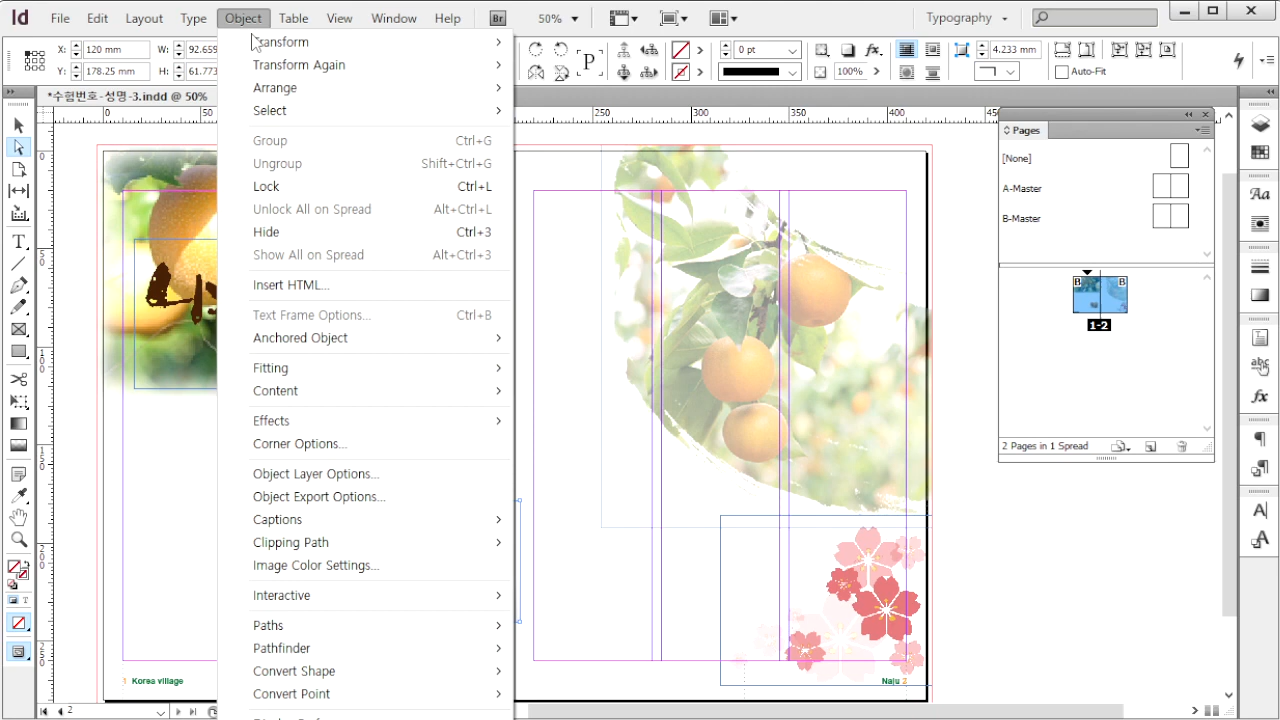 Id File Edit Layout Type Object Table View Window Help Br 50% Typography
X: 120 mm W: 92.659 0 pt 4.233 mm
Y: 178.25 mm H: 61.773 P 100% Auto-Fit
*수험번호-성명-3.indd @ 50%
50 250 300 350 400
Transform
Transform Again
Arrange
Select
Group Ctrl+G
Ungroup Shift+Ctrl+G
Lock Ctrl+L
Unlock All on Spread Alt+Ctrl+L
Hide Ctrl+3
Show All on Spread Alt+Ctrl+3
Insert HTML...
Text Frame Options... Ctrl+B
Anchored Object
Fitting
Content
Effects
Corner Options...
Object Layer Options...
Object Export Options...
Captions
Clipping Path
Image Color Settings...
Interactive
Paths
Pathfinder
Convert Shape
Convert Point
Pages
[None]
A-Master
B-Master
B B
1-2
2 Pages in 1 Spread
1 Korea village
Naju 2
2